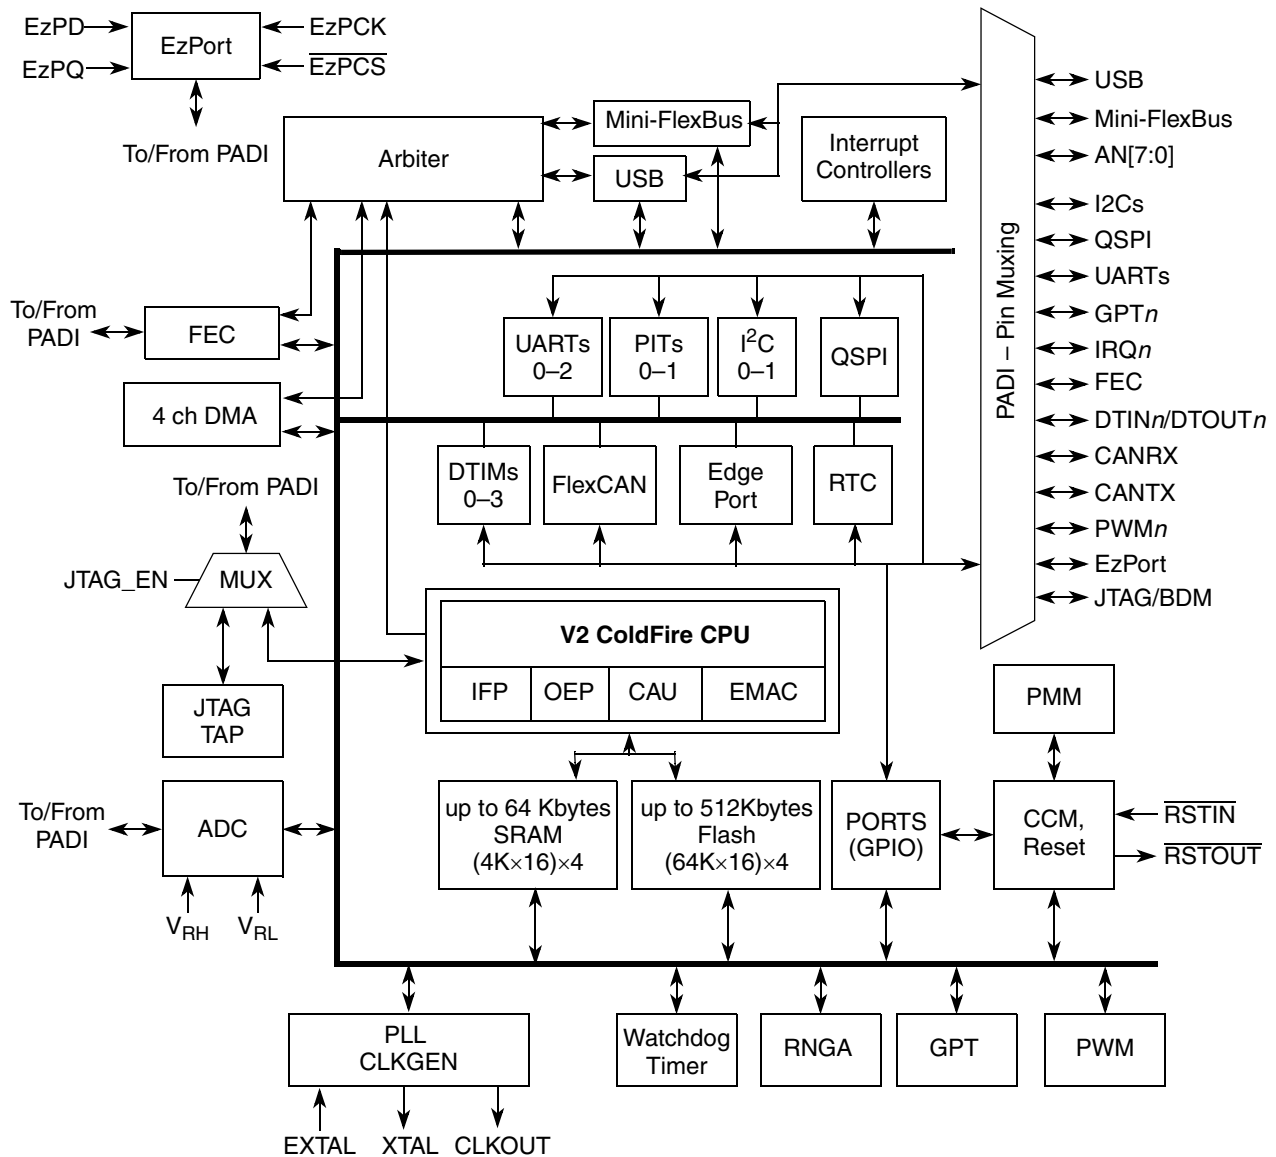 EzPD
EzPQ
EzPort
EzPCK
EzPCS
To/From PADI
Arbiter
Mini-FlexBus
USB
Interrupt
Controllers
PADI – Pin Muxing
USB
Mini-FlexBus
AN[7:0]
I2Cs
QSPI
UARTs
GPTn
IRQn
FEC
DTINn/DTOUTn
CANRX
CANTX
PWMn
EzPort
JTAG/BDM
To/From
PADI
FEC
4 ch DMA
UARTs
0–2
PITs
0–1
I²C
0–1
QSPI
DTIMs
0–3
FlexCAN
Edge
Port
RTC
To/From PADI
JTAG_EN
MUX
JTAG
TAP
V2 ColdFire CPU
IFP
OEP
CAU
EMAC
PMM
To/From
PADI
ADC
VRH
VRL
up to 64 Kbytes
SRAM
(4K×16)×4
up to 512Kbytes
Flash
(64K×16)×4
PORTS
(GPIO)
CCM,
Reset
RSTIN
RSTOUT
PLL
CLKGEN
Watchdog
Timer
RNGA
GPT
PWM
EXTAL
XTAL
CLKOUT